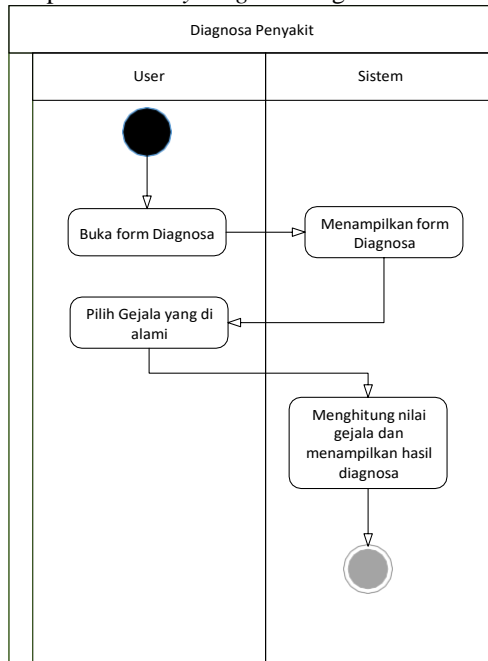 Diagnosa Penyakit
User
Sistem
Buka form Diagnosa
Menampilkan form
Diagnosa
Pilih Gejala yang di
alami
Menghitung nilai
gejala dan
menampilkan hasil
diagnosa